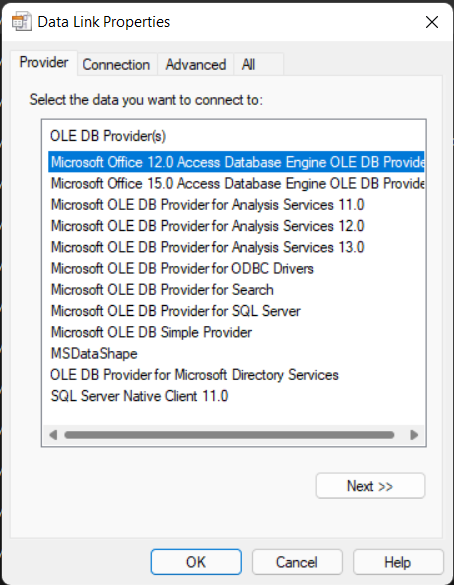 Data Link Properties
Provider Connection Advanced All
Select the data you want to connect to:
OLE DB Provider(s)
Microsoft Office 12.0 Access Database Engine OLE DB Provide
Microsoft Office 15.0 Access Database Engine OLE DB Provide
Microsoft OLE DB Provider for Analysis Services 11.0
Microsoft OLE DB Provider for Analysis Services 12.0
Microsoft OLE DB Provider for Analysis Services 13.0
Microsoft OLE DB Provider for ODBC Drivers
Microsoft OLE DB Provider for Search
Microsoft OLE DB Provider for SQL Server
Microsoft OLE DB Simple Provider
MSDataShape
OLE DB Provider for Microsoft Directory Services
SQL Server Native Client 11.0
Next >>
OK Cancel Help